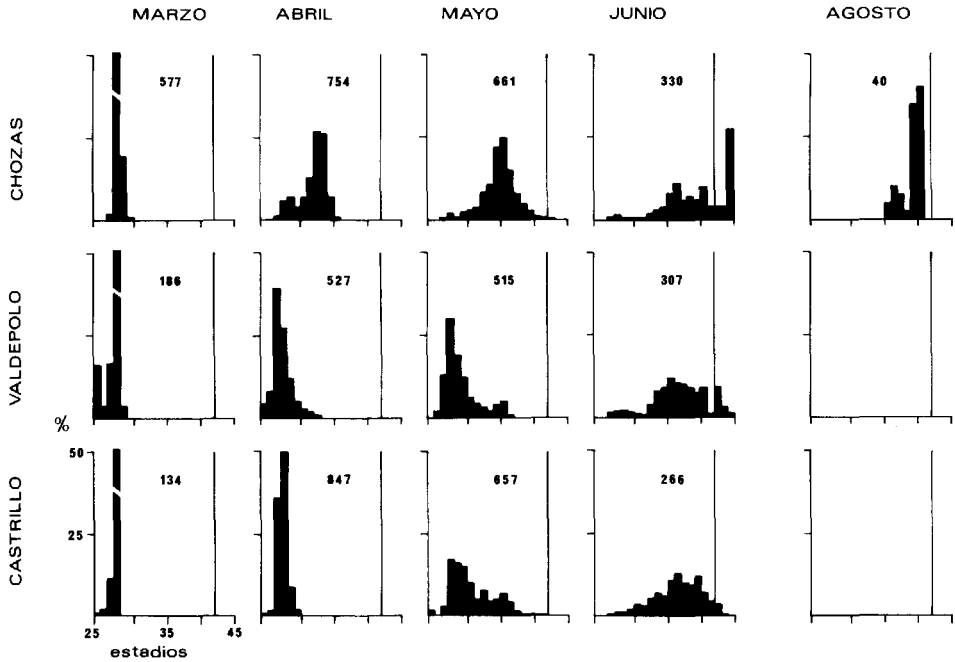 MARZO ABRIL MAYO JUNIO AGOSTO
CHOZAS
577 754 661 330 40
VALDEPOLO
186 527 515 307
%
CASTRILLO
50
25
134 847 657 266
25 35 45
estadios